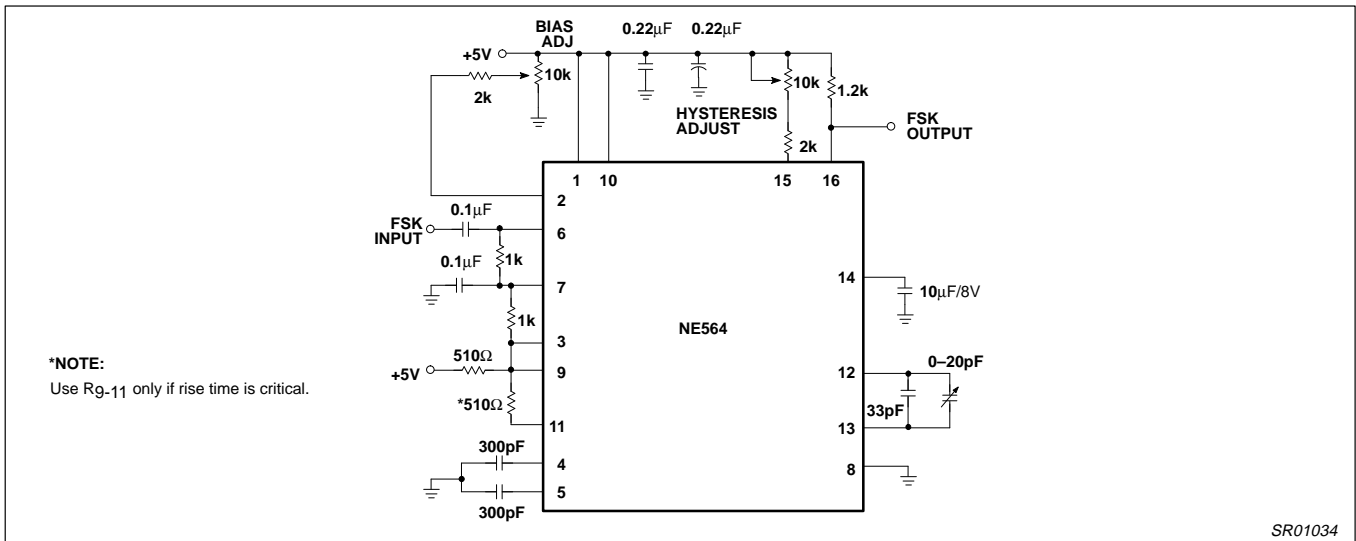 BIAS
ADJ
0.22µF
0.22µF
+5V
10k
2k
10k
1.2k
HYSTERESIS
ADJUST
FSK
OUTPUT
2k
1
10
15
16
2
0.1µF
FSK
INPUT
6
1k
0.1µF
7
14
10µF/8V
1k
NE564
3
*NOTE:
Use R9-11 only if rise time is critical.
510Ω
+5V
9
0–20pF
12
*510Ω
33pF
11
13
300pF
4
8
5
300pF
SR01034